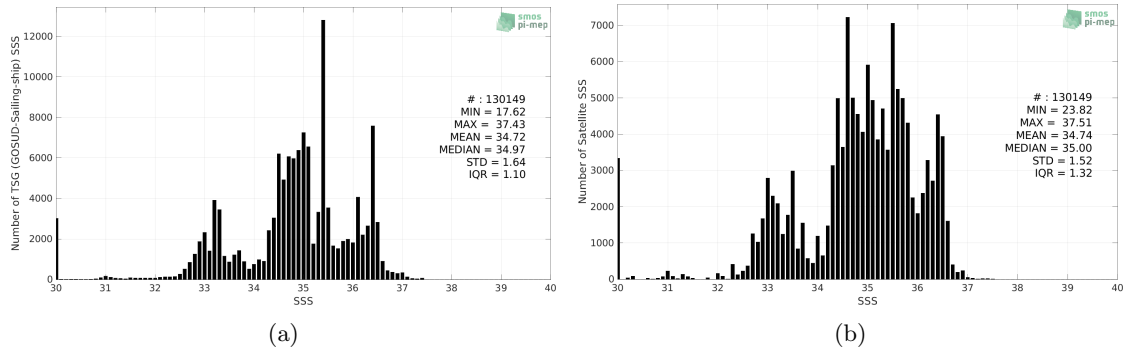 smos
pi-mep
Number of TSG (GOSUD-Sailing-ship) SSS
12000
10000
8000
6000
4000
2000
0
# : 130149
MIN = 17.62
MAX = 37.43
MEAN = 34.72
MEDIAN = 34.97
STD = 1.64
IQR = 1.10
30 31 32 33 34 35 36 37 38 39 40
SSS
(a)
smos
pi-mep
Number of Satellite SSS
7000
6000
5000
4000
3000
2000
1000
0
# : 130149
MIN = 23.82
MAX = 37.51
MEAN = 34.74
MEDIAN = 35.00
STD = 1.52
IQR = 1.32
30 31 32 33 34 35 36 37 38 39 40
SSS
(b)